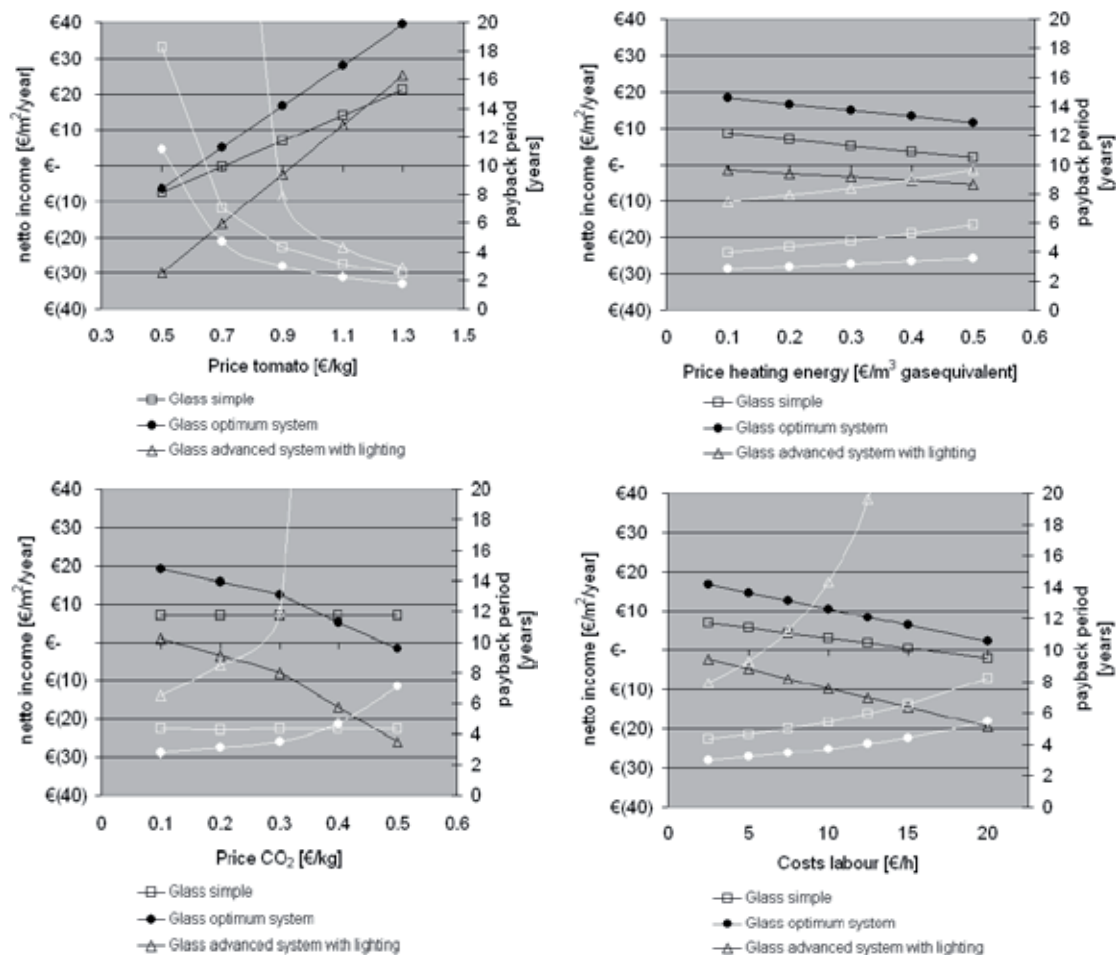 €40
€30
€20
€10
€-
€(10)
€(20)
€(30)
€(40)
netto income [€/m²/year]
20
18
16
14
12
10
8
6
4
2
0
payback period
[years]
0.3 0.5 0.7 0.9 1.1 1.3 1.5
Price tomato [€/kg]
Glass simple
Glass optimum system
Glass advanced system with lighting
€40
€30
€20
€10
€-
€(10)
€(20)
€(30)
€(40)
netto income [€/m²/year]
20
18
16
14
12
10
8
6
4
2
0
payback period
[years]
0 0.1 0.2 0.3 0.4 0.5 0.6
Price heating energy [€/m³ gasequivalent]
Glass simple
Glass optimum system
Glass advanced system with lighting
€40
€30
€20
€10
€-
€(10)
€(20)
€(30)
€(40)
netto income [€/m²/year]
20
18
16
14
12
10
8
6
4
2
0
payback period
[years]
0 0.1 0.2 0.3 0.4 0.5 0.6
Price CO₂ [€/kg]
Glass simple
Glass optimum system
Glass advanced system with lighting
€40
€30
€20
€10
€-
€(10)
€(20)
€(30)
€(40)
netto income [€/m²/year]
20
18
16
14
12
10
8
6
4
2
0
payback period
[years]
0 5 10 15 20
Costs labour [€/h]
Glass simple
Glass optimum system
Glass advanced system with lighting